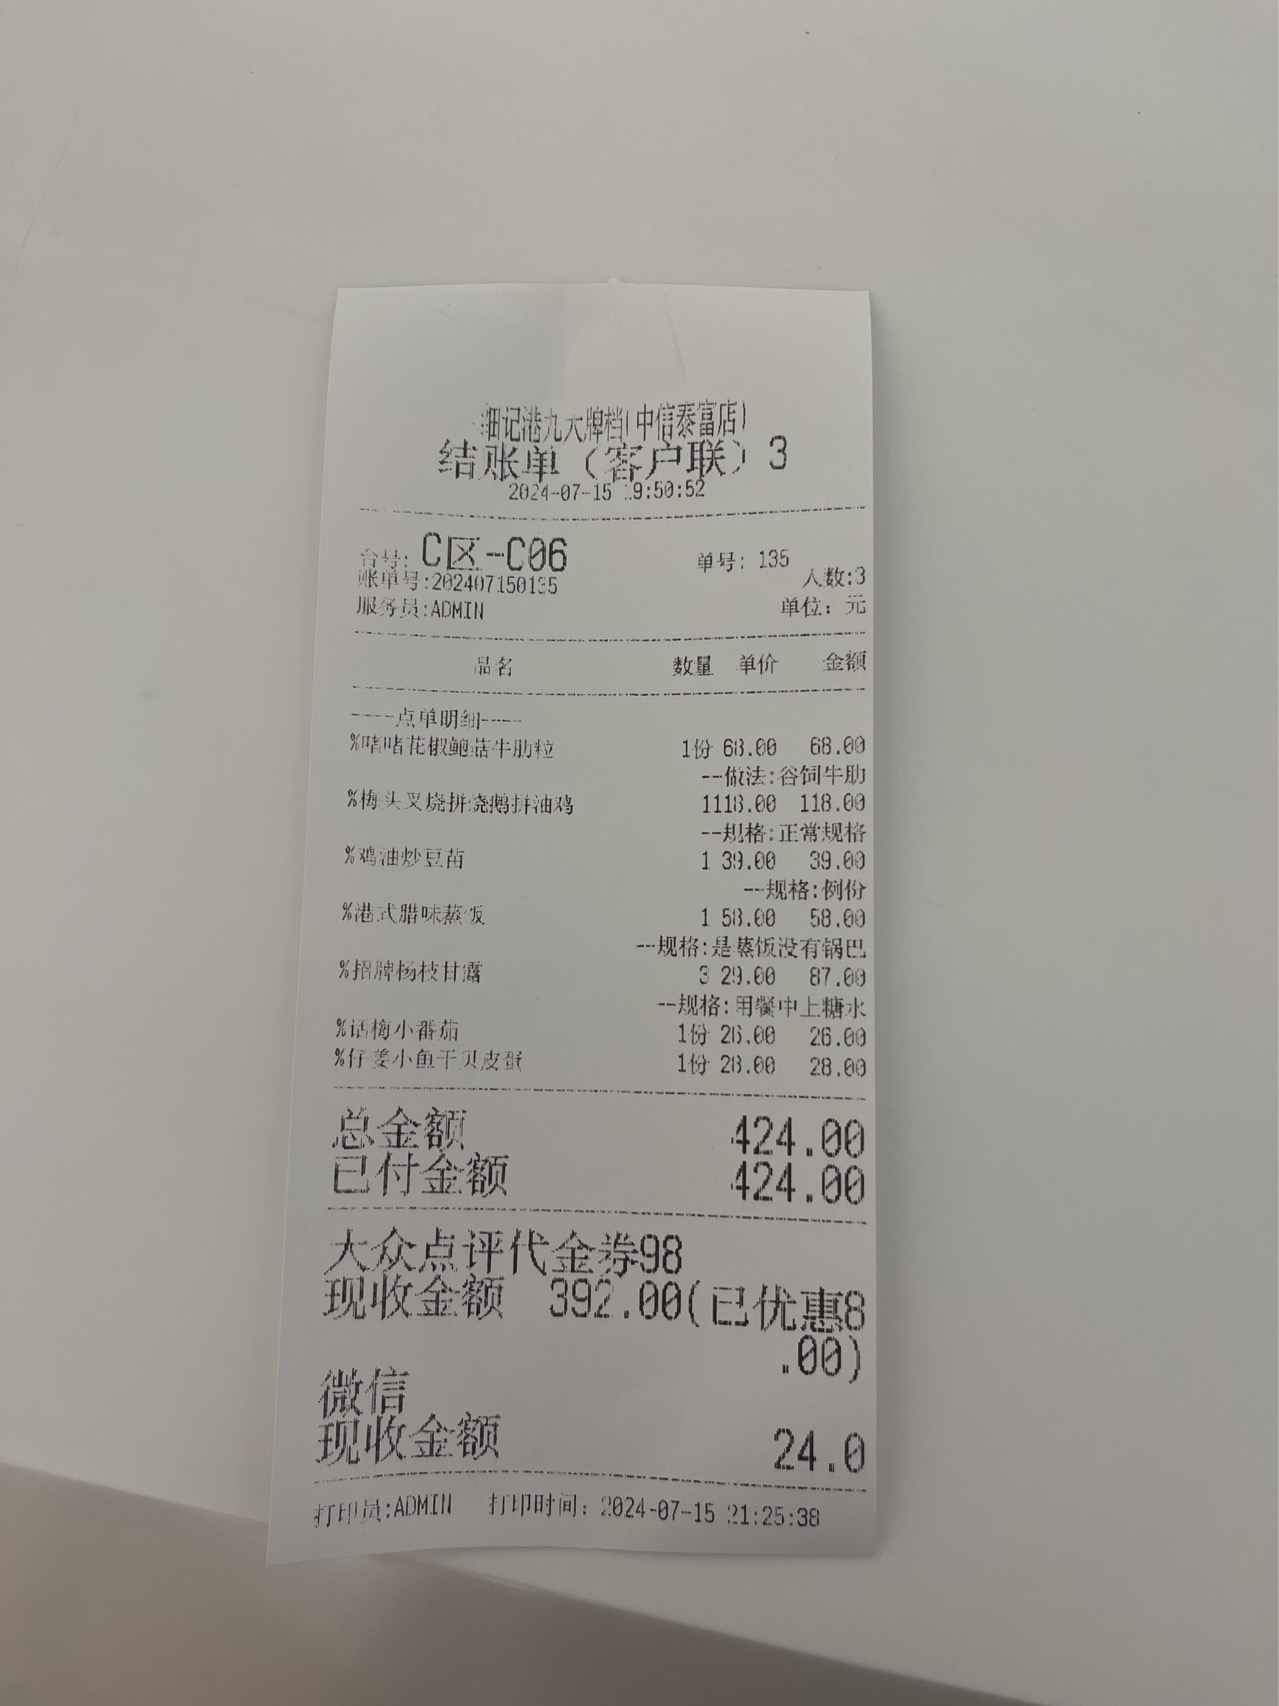 细记港九大牌档(中信泰富店)
结账单（客户联）3
2024-07-15 19:50:52
台号: C区-C06 单号: 135
账单号:202407150135 人数:3
服务员:ADMIN 单位: 元
品名 数量 单价 金额
----点单明细----
%啫啫花椒鲍菇牛肋粒 1份 68.00 68.00
--做法:谷饲牛肋
%梅头叉烧拼烧鹅拼油鸡 1118.00 118.00
--规格:正常规格
%鸡油炒豆苗 1 39.00 39.00
--规格:例份
%港式腊味蒸饭 1 58.00 58.00
--规格:是蒸饭没有锅巴
%招牌杨枝甘露 3 29.00 87.00
--规格:用餐中上糖水
%话梅小番茄 1份 26.00 26.00
%仔姜小鱼干贝皮蛋 1份 28.00 28.00
总金额 424.00
已付金额 424.00
大众点评代金券98
现收金额 392.00(已优惠8
.00)
微信
现收金额 24.0
打印员:ADMIN 打印时间: 2024-07-15 21:25:38